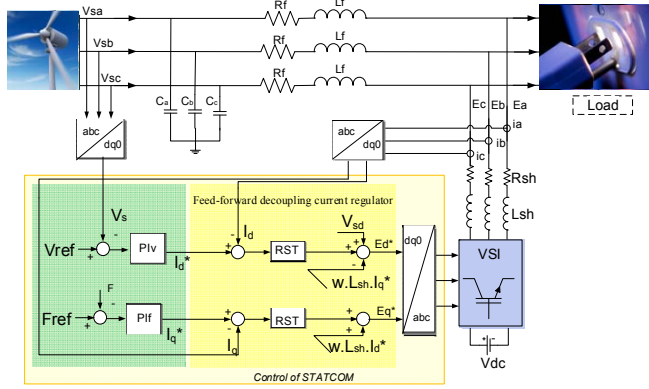 Vsa
Rf
Lf
Vsb
Rf
Lf
Vsc
Rf
Lf
Ca
Cb
Cc
Ec
Eb
Ea
Load
abc
dq0
abc
dq0
ia
ib
ic
Rsh
Lsh
Feed-forward decoupling current regulator
Vs
Id
Vsd
Vref
PIv
Id*
RST
Ed*
w.Lsh.Iq*
dq0
abc
VSI
F
Fref
PIf
Iq*
Iq
RST
Eq*
w.Lsh.Id*
Vdc
Control of STATCOM